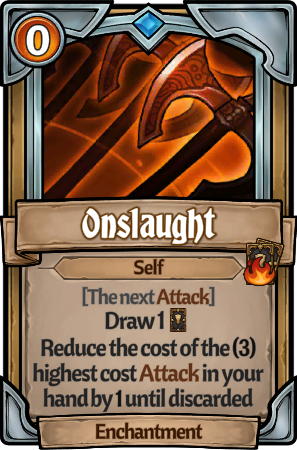 0
Onslaught
Self
[The next Attack]
Draw 1
Reduce the cost of the (3)
highest cost Attack in your
hand by 1 until discarded
Enchantment